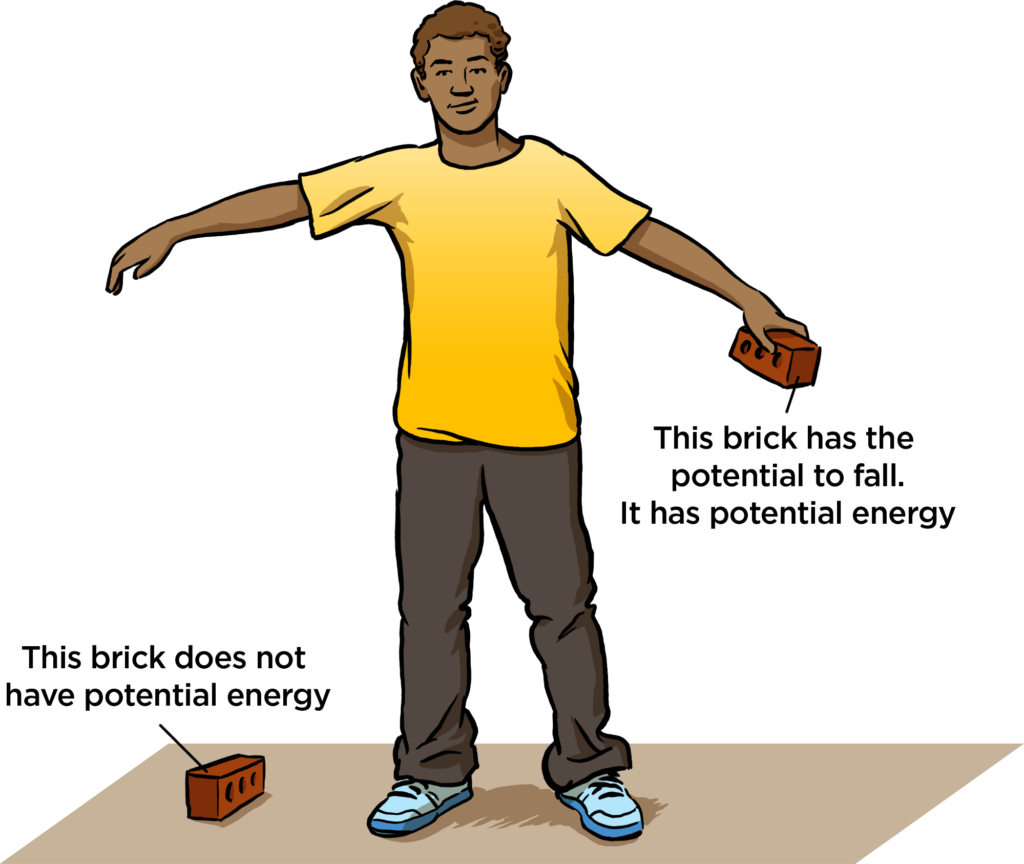 This brick has the
potential to fall.
It has potential energy
This brick does not
have potential energy